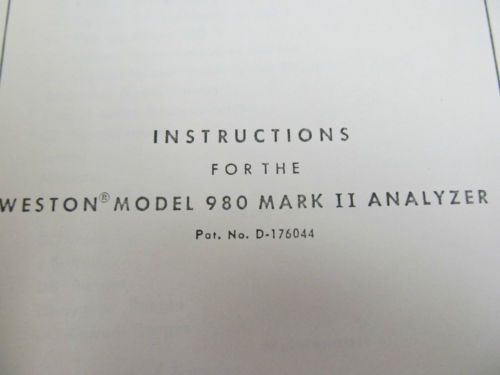 INSTRUCTIONS
FOR THE
WESTON® MODEL 980 MARK II ANALYZER
Pat. No. D-176044